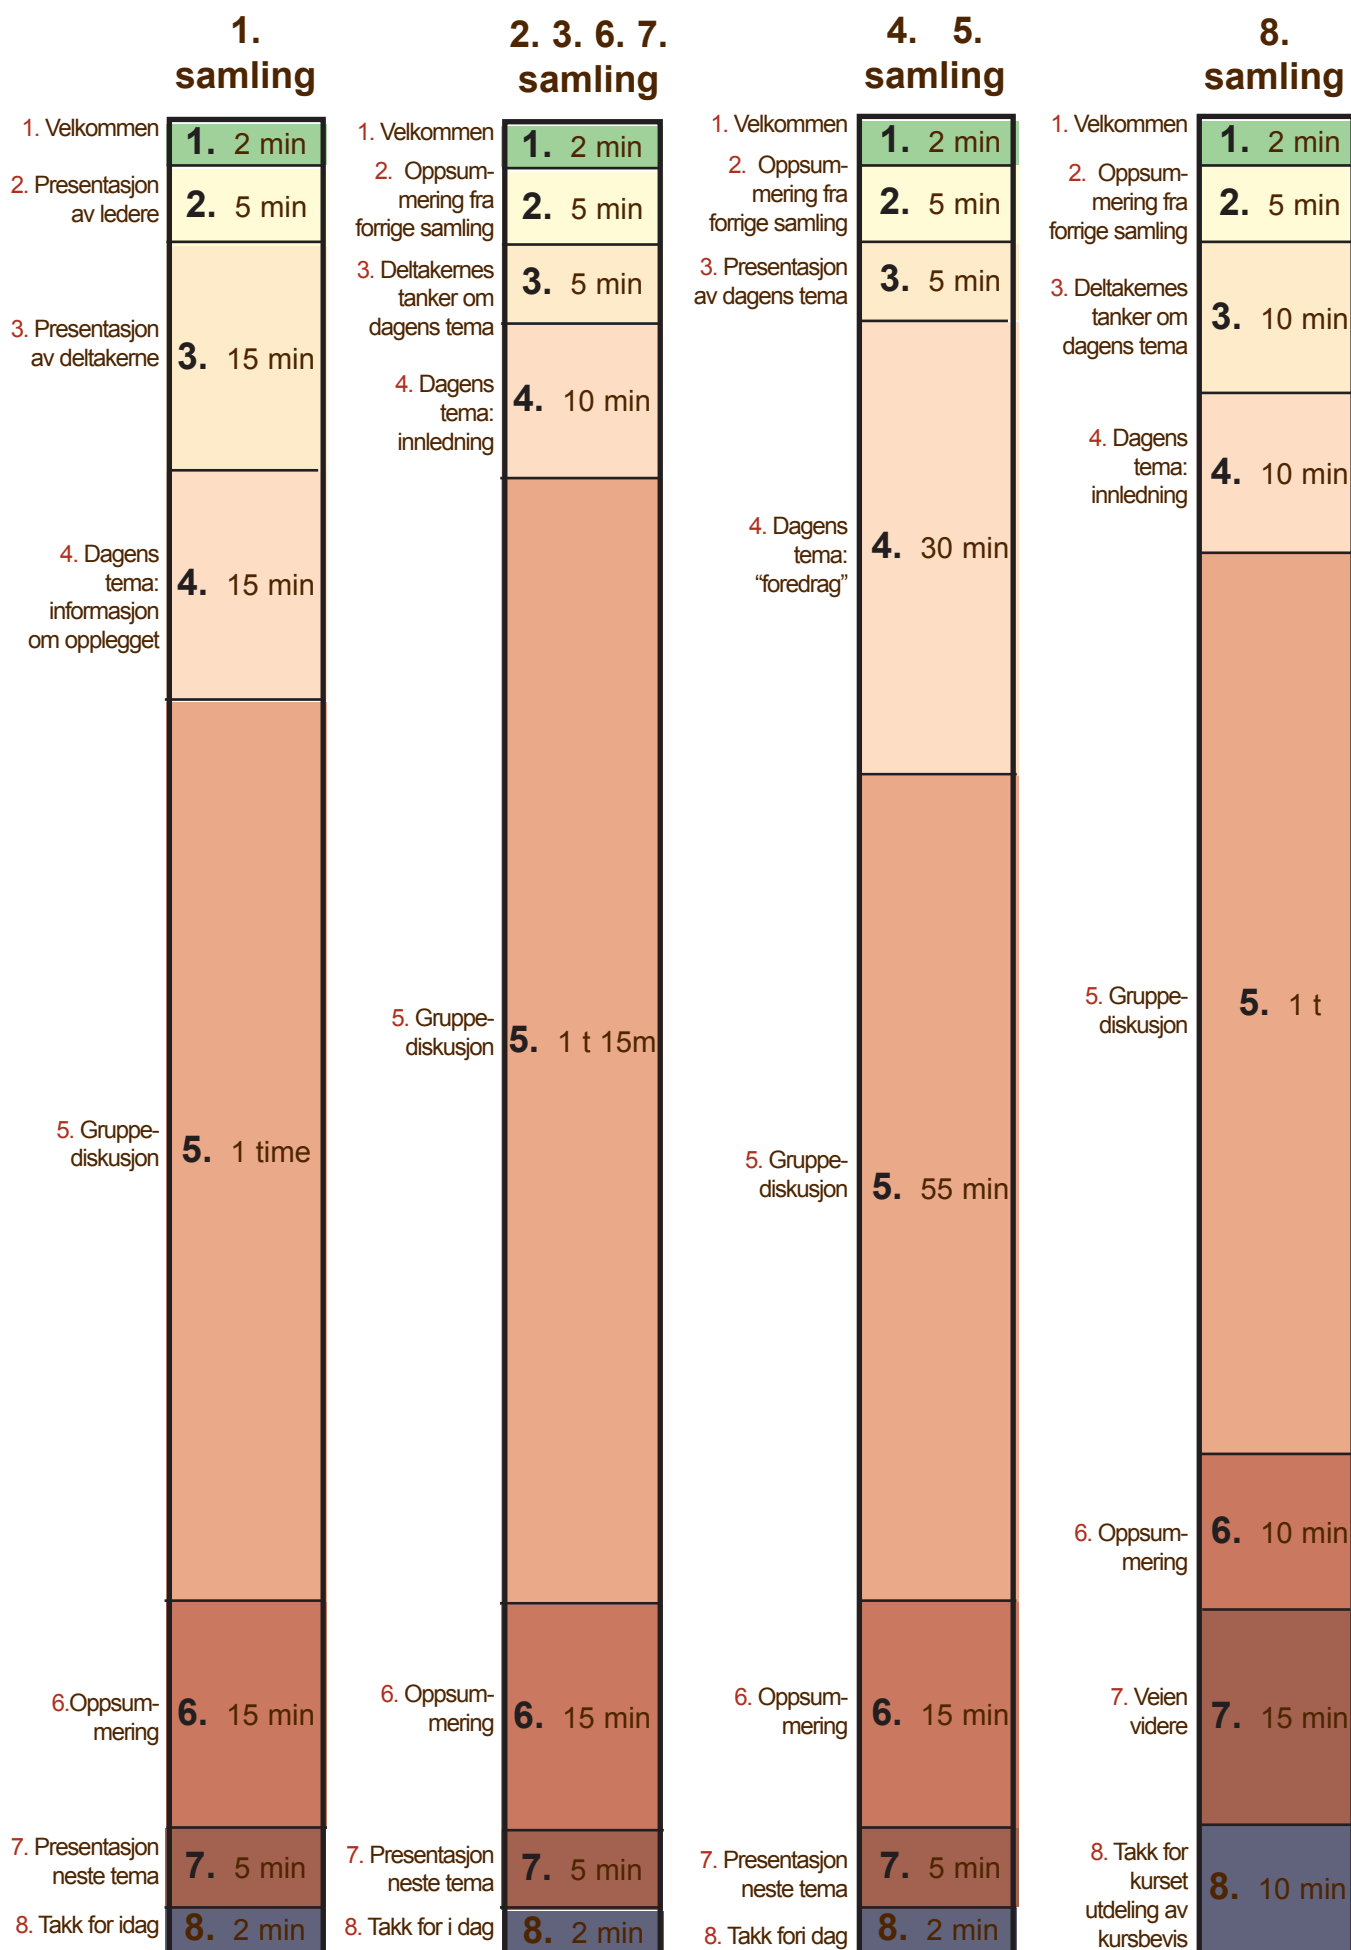 1.
samling
1. Velkommen
2. Presentasjon
av ledere
3. Presentasjon
av deltakerne
4. Dagens
tema:
informasjon
om opplegget
5. Gruppe-
diskusjon
6.Oppsum-
mering
7. Presentasjon
neste tema
8. Takk for idag
1. 2 min
2. 5 min
3. 15 min
4. 15 min
5. 1 time
6. 15 min
7. 5 min
8. 2 min
2. 3. 6. 7.
samling
1. Velkommen
2. Oppsum-
mering fra
forrige samling
3. Deltakernes
tanker om
dagens tema
4. Dagens
tema:
innledning
5. Gruppe-
diskusjon
6. Oppsum-
mering
7. Presentasjon
neste tema
8. Takk for i dag
1. 2 min
2. 5 min
3. 5 min
4. 10 min
5. 1 t 15m
6. 15 min
7. 5 min
8. 2 min
4. 5.
samling
1. Velkommen
2. Oppsum-
mering fra
forrige samling
3. Presentasjon
av dagens tema
4. Dagens
tema:
“foredrag”
5. Gruppe-
diskusjon
6. Oppsum-
mering
7. Presentasjon
neste tema
8. Takk fori dag
1. 2 min
2. 5 min
3. 5 min
4. 30 min
5. 55 min
6. 15 min
7. 5 min
8. 2 min
8.
samling
1. Velkommen
2. Oppsum-
mering fra
forrige samling
3. Deltakernes
tanker om
dagens tema
4. Dagens
tema:
innledning
5. Gruppe-
diskusjon
6. Oppsum-
mering
7. Veien
videre
8. Takk for
kurset
utdeling av
kursbevis
1. 2 min
2. 5 min
3. 10 min
4. 10 min
5. 1 t
6. 10 min
7. 15 min
8. 10 min